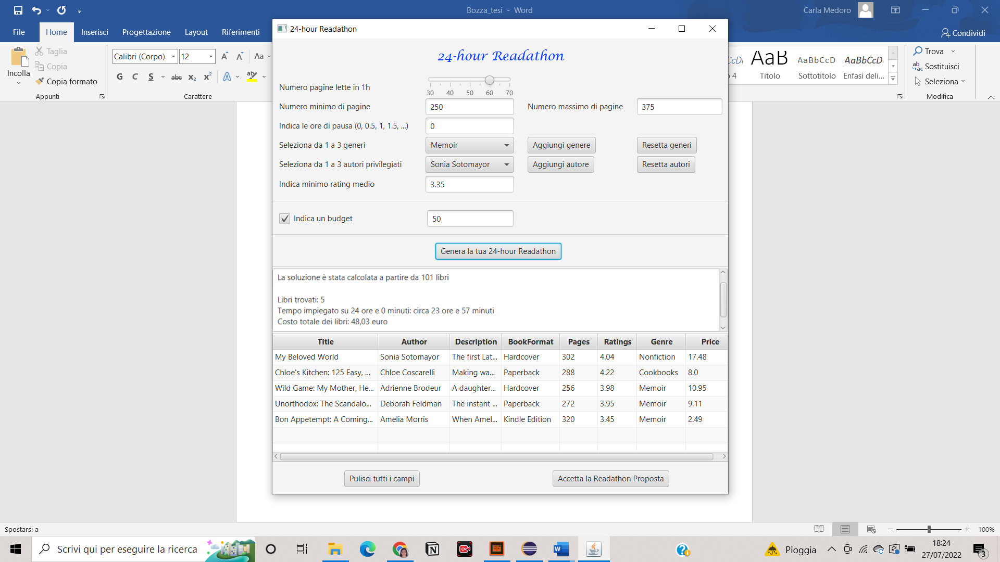 Bozza_tesi - Word
Carla Medoro
File
Home
Inserisci
Progettazione
Layout
Riferimenti
Condividi
Incolla
Taglia
Copia
Copia formato
Appunti
Calibri (Corpo)
12
Aa
G C S abc x₂ x² A ab
Carattere
4
AaB
Titolo
AaBbCcD
Sottotitolo
AaBbCcD
Enfasi deli...
Trova
Sostituisci
Seleziona
Modifica
24-hour Readathon
24-hour Readathon
Numero pagine lette in 1h
30 40 50 60 70
Numero minimo di pagine 250 Numero massimo di pagine 375
Indica le ore di pausa (0, 0.5, 1, 1.5, ...) 0
Seleziona da 1 a 3 generi Memoir Aggiungi genere Resetta generi
Seleziona da 1 a 3 autori privilegiati Sonia Sotomayor Aggiungi autore Resetta autori
Indica minimo rating medio 3.35
Indica un budget 50
Genera la tua 24-hour Readathon
La soluzione è stata calcolata a partire da 101 libri
Libri trovati: 5
Tempo impiegato su 24 ore e 0 minuti: circa 23 ore e 57 minuti
Costo totale dei libri: 48,03 euro
Title Author Description BookFormat Pages Ratings Genre Price
My Beloved World Sonia Sotomayor The first Lat... Hardcover 302 4.04 Nonfiction 17.48
Chloe's Kitchen: 125 Easy, ... Chloe Coscarelli Making wa... Paperback 288 4.22 Cookbooks 8.0
Wild Game: My Mother, He... Adrienne Brodeur A daughter... Hardcover 256 3.98 Memoir 10.95
Unorthodox: The Scandalo... Deborah Feldman The instant ... Paperback 272 3.95 Memoir 9.11
Bon Appetempt: A Coming... Amelia Morris When Amel... Kindle Edition 320 3.45 Memoir 2.49
Pulisci tutti i campi
Accetta la Readathon Proposta
Spostarsi a
100%
Scrivi qui per eseguire la ricerca
Pioggia
18:24
27/07/2022
3